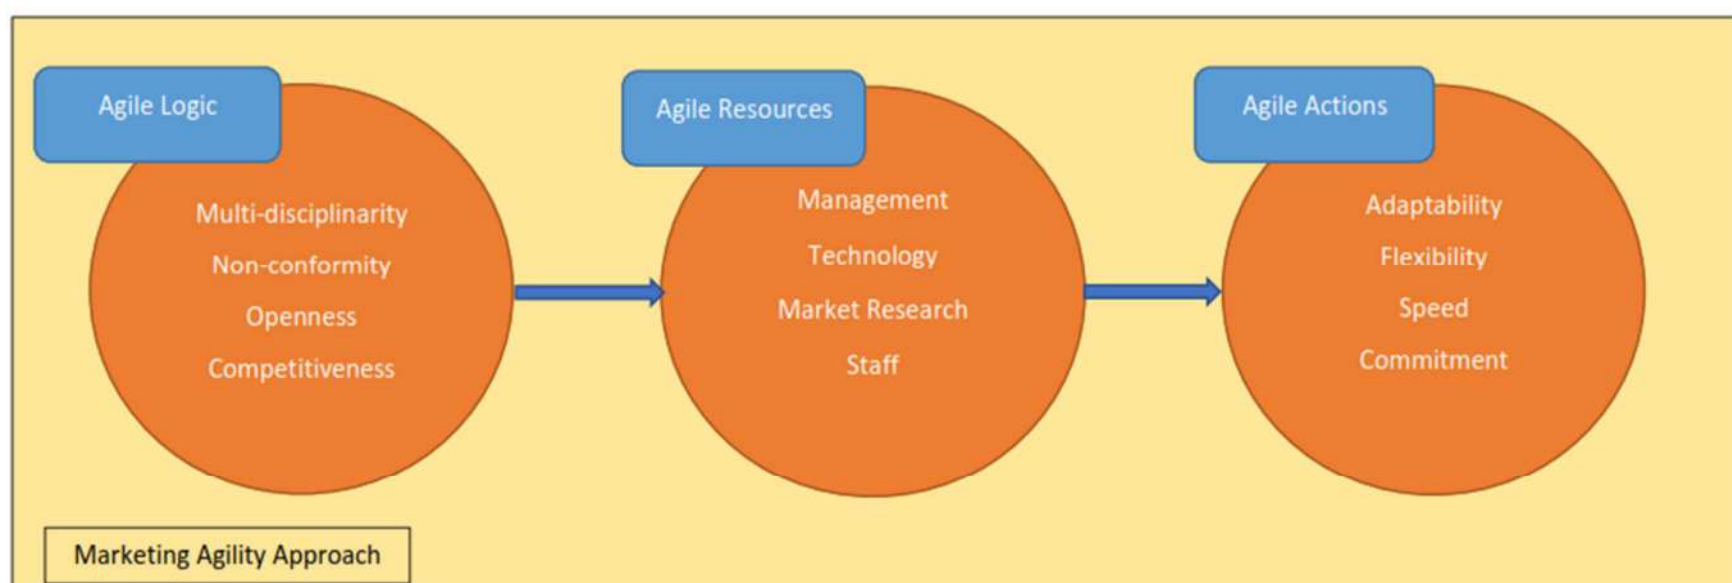 Agile Logic
Multi-disciplinarity
Non-conformity
Openness
Competitiveness
Agile Resources
Management
Technology
Market Research
Staff
Agile Actions
Adaptability
Flexibility
Speed
Commitment
Marketing Agility Approach